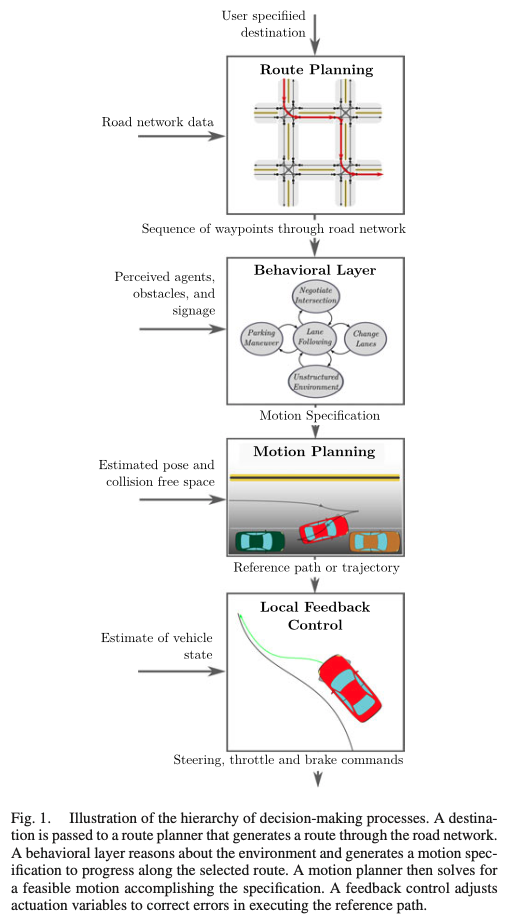 User specifiied
destination
Route Planning
Road network data
Sequence of waypoints through road network
Behavioral Layer
Perceived agents,
obstacles, and
signage
Negotiate
Intersection
Parking
Maneuver
Lane
Following
Change
Lanes
Unstructured
Environment
Motion Specification
Motion Planning
Estimated pose and
collision free space
Reference path or trajectory
Local Feedback
Control
Estimate of vehicle
state
Steering, throttle and brake commands
Fig. 1. Illustration of the hierarchy of decision-making processes. A destina-
tion is passed to a route planner that generates a route through the road network.
A behavioral layer reasons about the environment and generates a motion spec-
ification to progress along the selected route. A motion planner then solves for
a feasible motion accomplishing the specification. A feedback control adjusts
actuation variables to correct errors in executing the reference path.